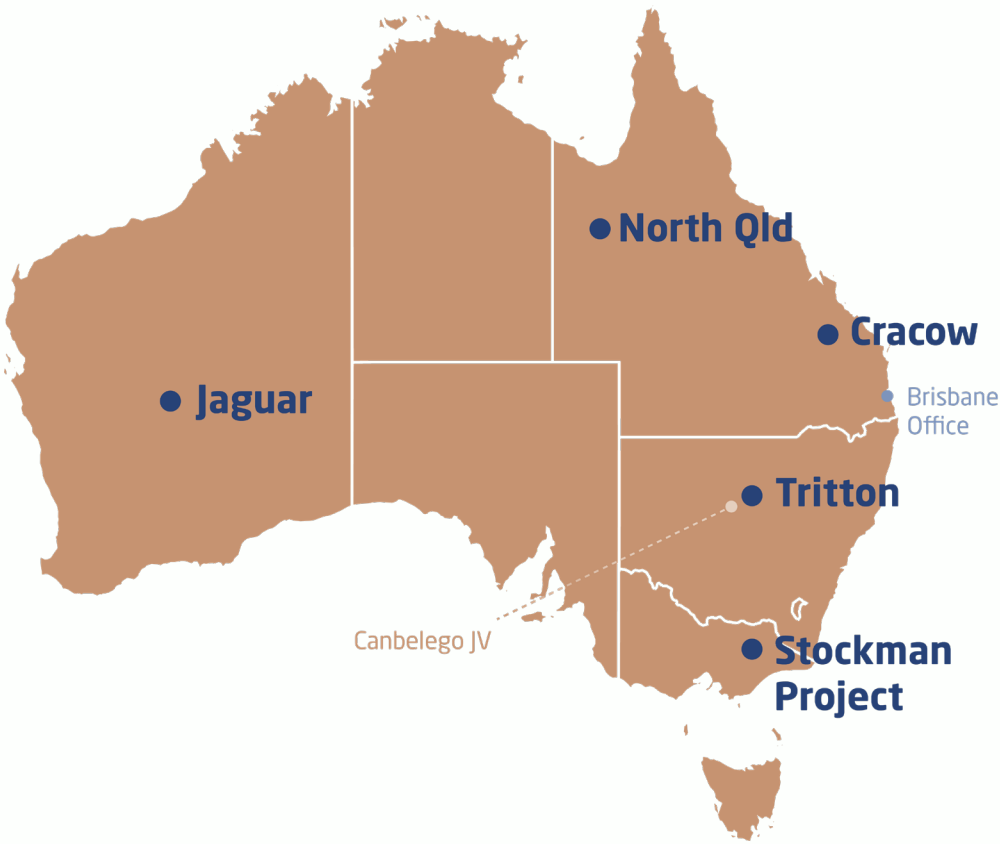 North Qld
Cracow
Jaguar
Brisbane
Office
Tritton
Canbelego JV
Stockman
Project